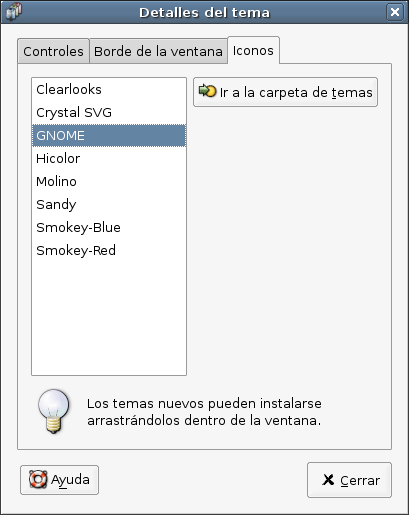 Detalles del tema
Controles
Borde de la ventana
Iconos
Clearlooks
Crystal SVG
GNOME
Hicolor
Molino
Sandy
Smokey-Blue
Smokey-Red
Ir a la carpeta de temas
Los temas nuevos pueden instalarse
arrastrándolos dentro de la ventana.
Ayuda
Cerrar